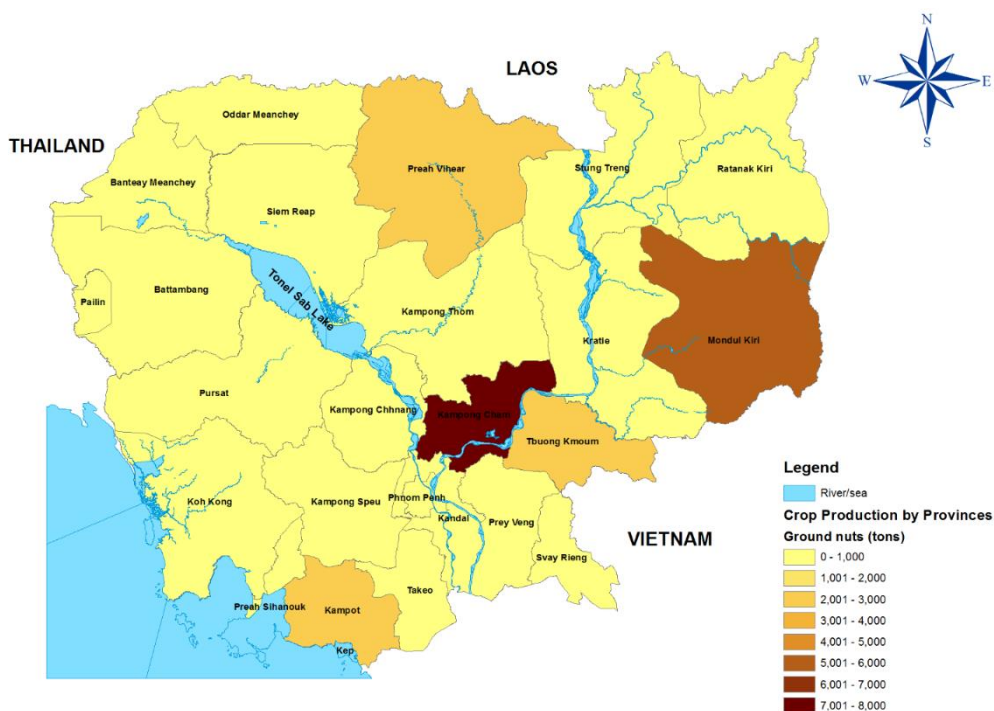 N
W E
S
LAOS
THAILAND
VIETNAM
Oddar Meanchey
Preah Vihear
Stung Treng
Ratanak Kiri
Banteay Meanchey
Siem Reap
Tonel Sab Lake
Battambang
Pailin
Kampong Thom
Kratie
Mondul Kiri
Pursat
Kampong Chhnang
Kampong Cham
Tbuong Kmoum
Koh Kong
Kampong Speu
Phnom Penh
Kandal
Prey Veng
Svay Rieng
Takeo
Preah Sihanouk
Kampot
Kep
Legend
River/sea
Crop Production by Provinces
Ground nuts (tons)
0 - 1,000
1,001 - 2,000
2,001 - 3,000
3,001 - 4,000
4,001 - 5,000
5,001 - 6,000
6,001 - 7,000
7,001 - 8,000